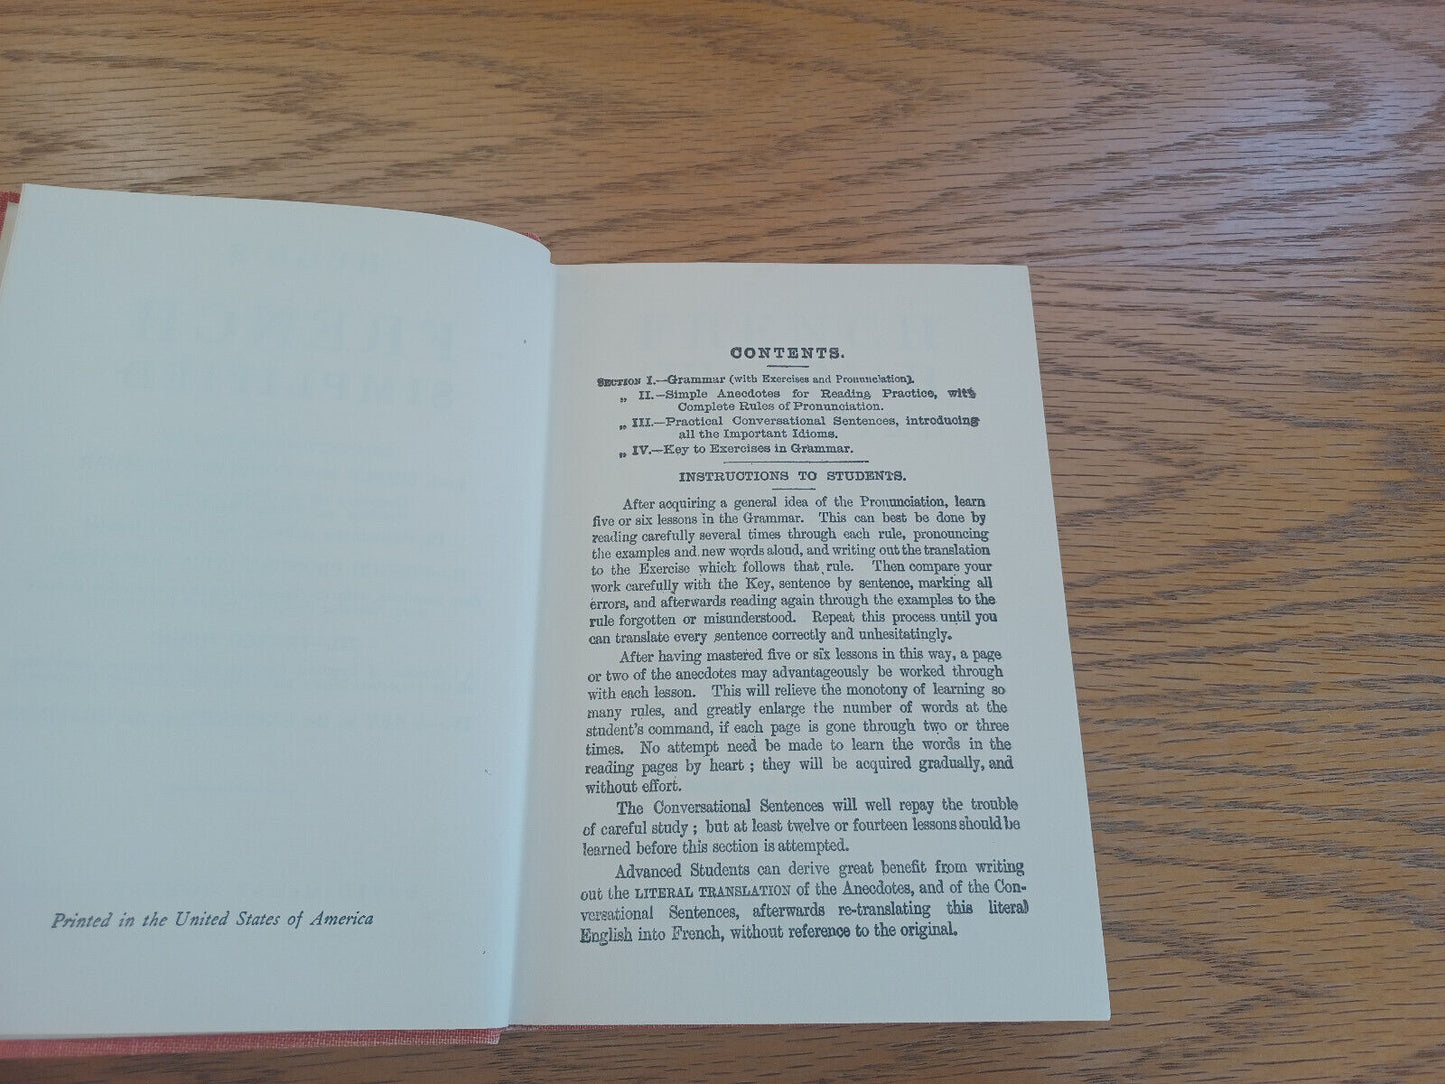 Printed in the United States of America
CONTENTS.
SECTION I.—Grammar (with Exercises and Pronunciation).
„ II.—Simple Anecdotes for Reading Practice, with
Complete Rules of Pronunciation.
„ III.—Practical Conversational Sentences, introducing
all the Important Idioms.
„ IV.—Key to Exercises in Grammar.
INSTRUCTIONS TO STUDENTS.
After acquiring a general idea of the Pronunciation, learn
five or six lessons in the Grammar. This can best be done by
reading carefully several times through each rule, pronouncing
the examples and new words aloud, and writing out the translation
to the Exercise which follows that rule. Then compare your
work carefully with the Key, sentence by sentence, marking all
errors, and afterwards reading again through the examples to the
rule forgotten or misunderstood. Repeat this process until you
can translate every sentence correctly and unhesitatingly.
After having mastered five or six lessons in this way, a page
or two of the anecdotes may advantageously be worked through
with each lesson. This will relieve the monotony of learning so
many rules, and greatly enlarge the number of words at the
student's command, if each page is gone through two or three
times. No attempt need be made to learn the words in the
reading pages by heart ; they will be acquired gradually, and
without effort.
The Conversational Sentences will well repay the trouble
of careful study ; but at least twelve or fourteen lessons should be
learned before this section is attempted.
Advanced Students can derive great benefit from writing
out the LITERAL TRANSLATION of the Anecdotes, and of the Con-
versational Sentences, afterwards re-translating this literal
English into French, without reference to the original.